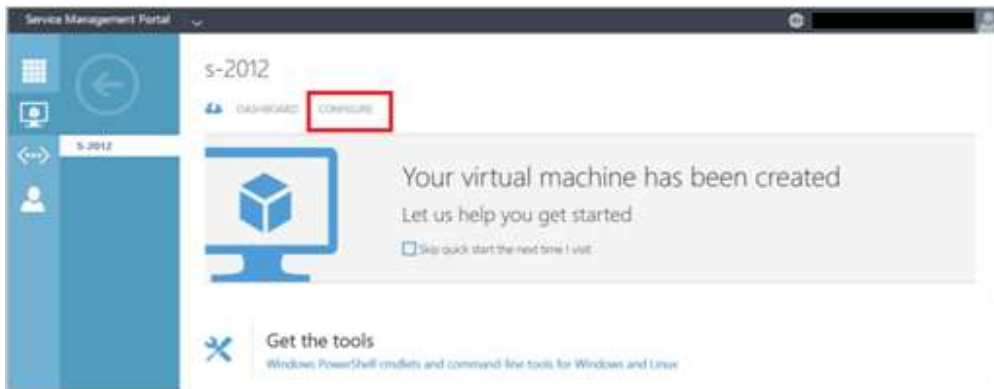 Service Management Portal
s-2012
DASHBOARD CONFIGURE
S-2012
Your virtual machine has been created
Let us help you get started
Skip quick start the next time I visit
Get the tools
Windows PowerShell cmdlets and command-line tools for Windows and Linux